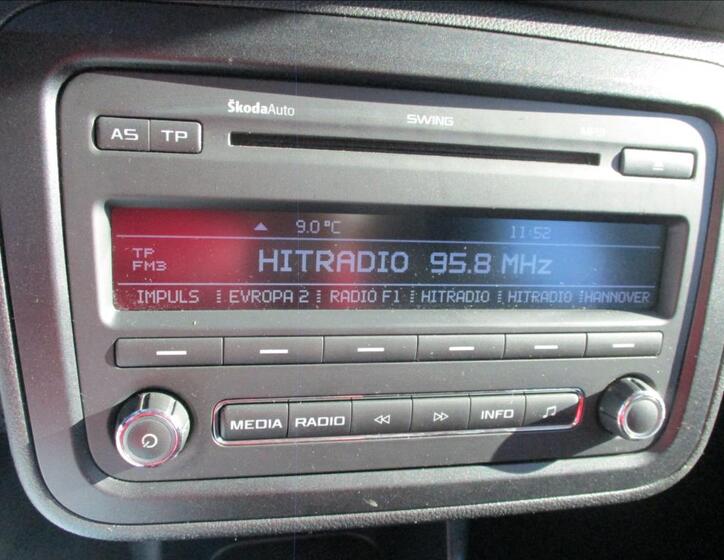 ŠkodaAuto SWING
AS TP
9.0°C 11:52
TP
FM3
HITRADIO 95.8 MHz
IMPULS EVROPA 2 RADIO F1 HITRADIO HITRADIO HANNOVER
MEDIA RADIO INFO